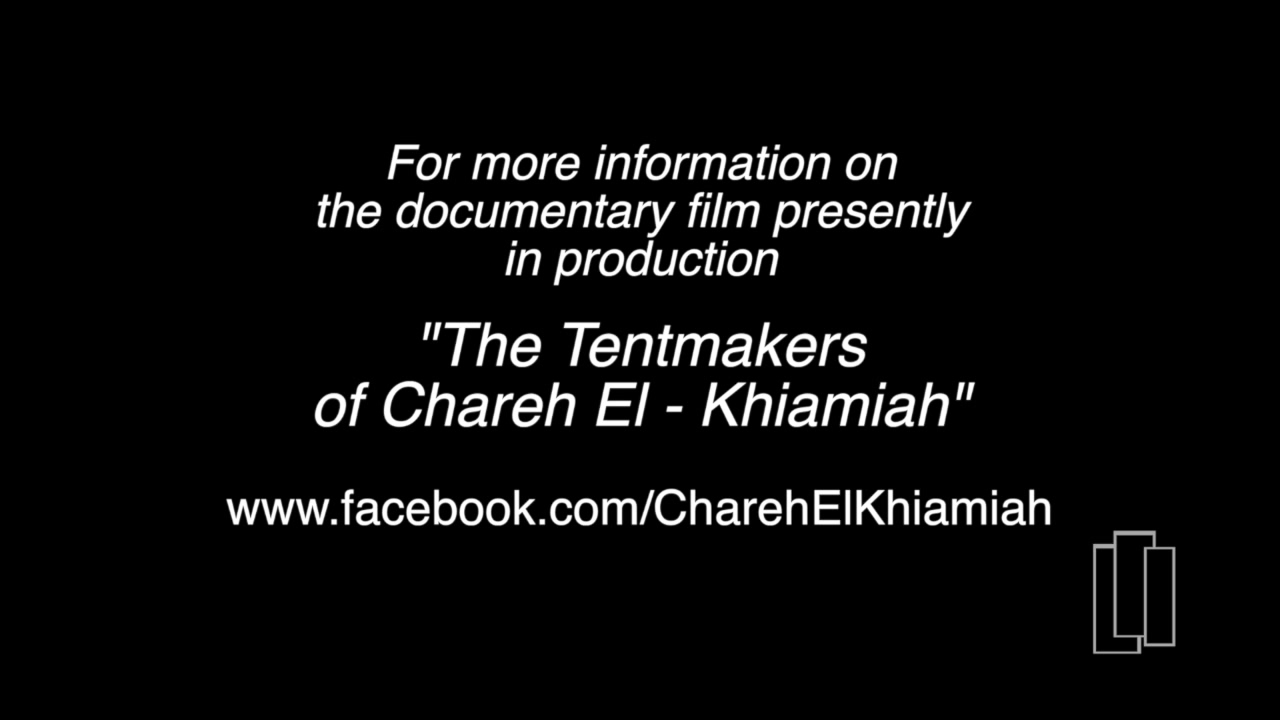 For more information on
the documentary film presently
in production
"The Tentmakers
of Chareh El - Khiamiah"
www.facebook.com/CharehElKhiamiah